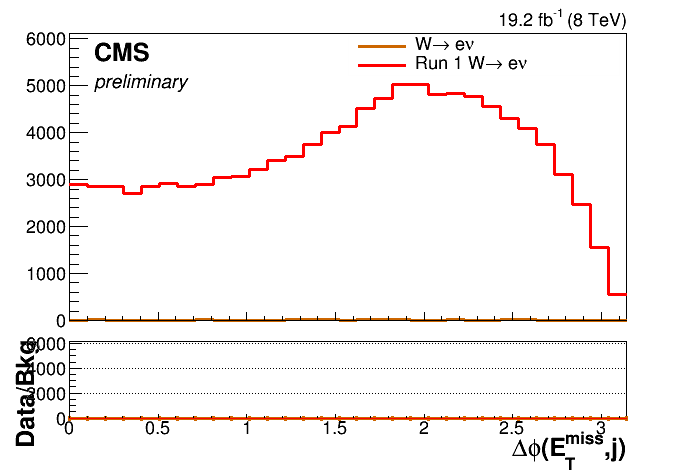 19.2 fb⁻¹ (8 TeV)
CMS
preliminary
W→ eν
Run 1 W→ eν
6000
5000
4000
3000
2000
1000
0
Data/Bkg
6000
4000
2000
0
0 0.5 1 1.5 2 2.5 3
Δϕ(E_T^miss,j)